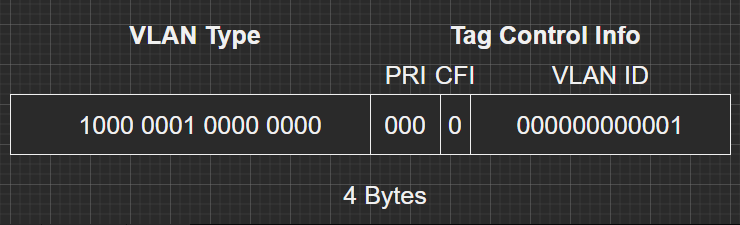 VLAN Type Tag Control Info
PRI CFI VLAN ID
1000 0001 0000 0000 000 0 000000000001
4 Bytes